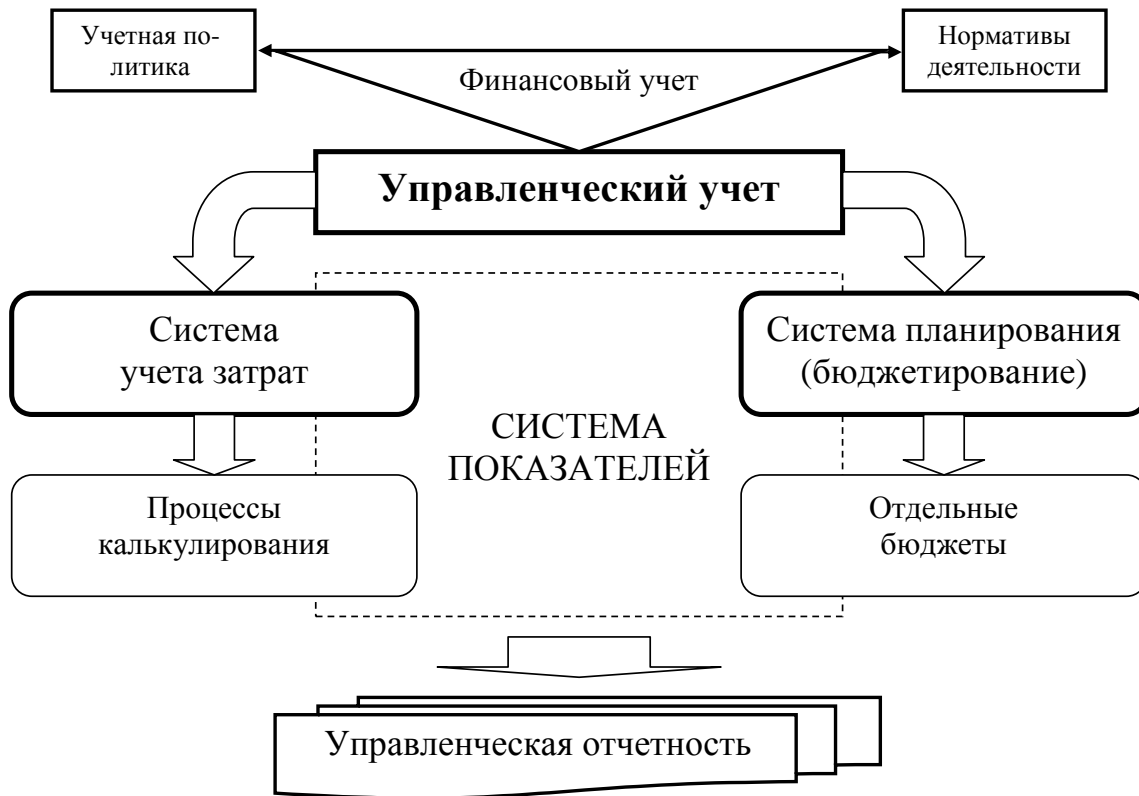 Учетная по-
литика
Нормативы
деятельности
Финансовый учет
Управленческий учет
Система
учета затрат
Система планирования
(бюджетирование)
СИСТЕМА
ПОКАЗАТЕЛЕЙ
Процессы
калькулирования
Отдельные
бюджеты
Управленческая отчетность